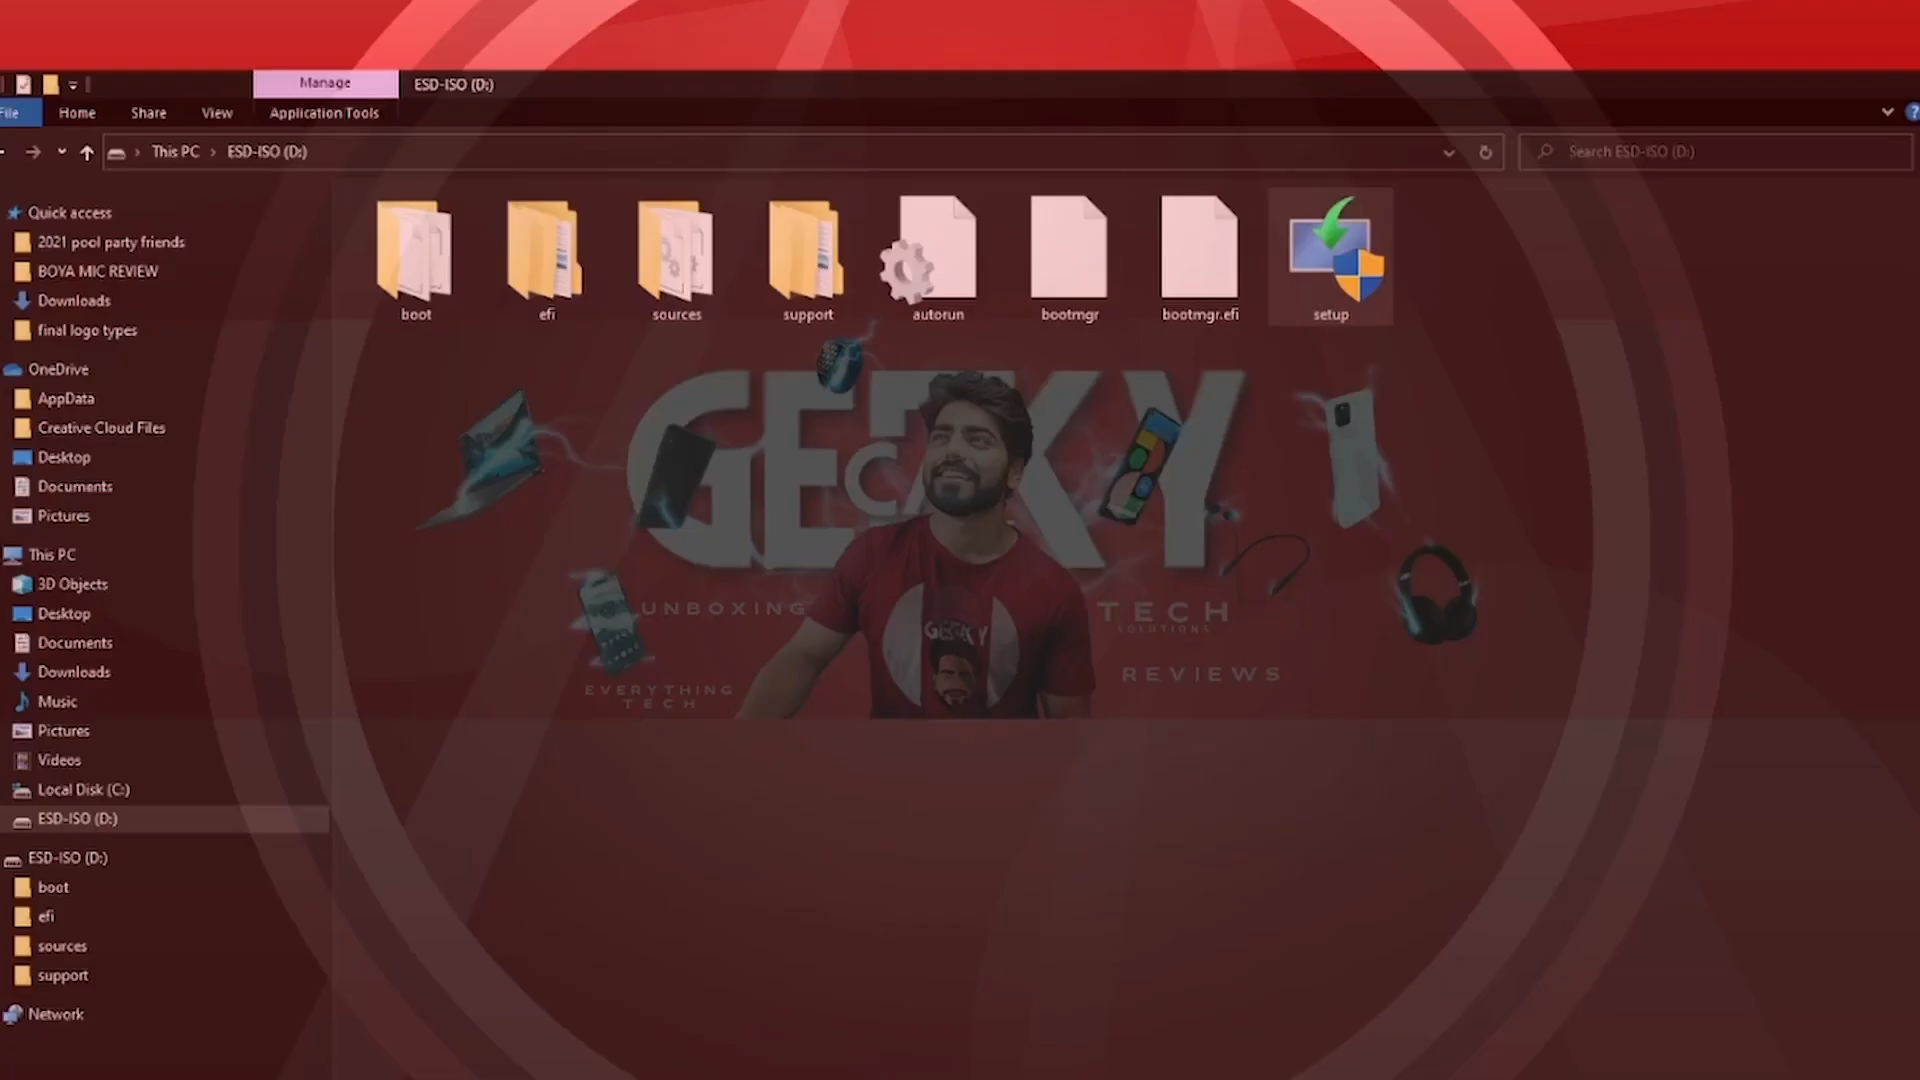 Manage
ESD-ISO (D:)
File
Home
Share
View
Application Tools
This PC
ESD-ISO (D:)
Search ESD-ISO (D:)
Quick access
2021 pool party friends
BOYA MIC REVIEW
Downloads
final logo types
OneDrive
AppData
Creative Cloud Files
Desktop
Documents
Pictures
This PC
3D Objects
Desktop
Documents
Downloads
Music
Pictures
Videos
Local Disk (C:)
ESD-ISO (D:)
ESD-ISO (D:)
boot
efi
sources
support
Network
boot
efi
sources
support
autorun
bootmgr
bootmgr.efi
setup
GEEKY
UNBOXING
TECH
SOLUTIONS
GEEKY
REVIEWS
EVERYTHING
TECH